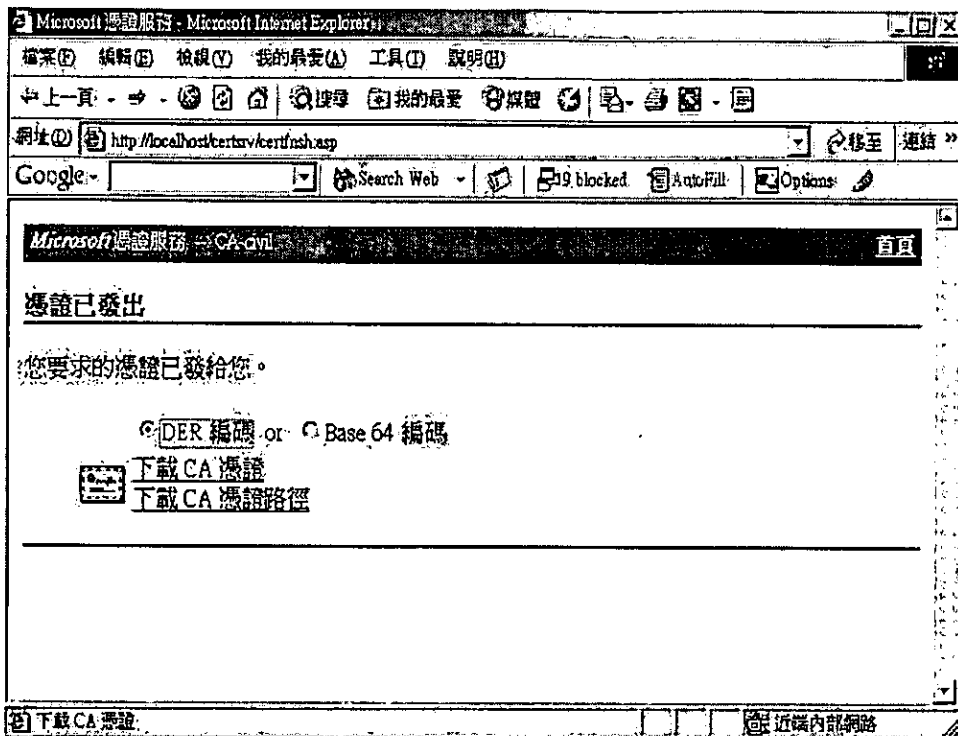 Microsoft 憑證服務 - Microsoft Internet Explorer
檔案(F) 編輯(E) 檢視(V) 我的最愛(A) 工具(T) 說明(H)
上一頁 搜尋 我的最愛 媒體
網址(D) http://localhost/certsrv/certfnsh.asp 移至 連結 »
Google Search Web 19 blocked AutoFill Options
Microsoft 憑證服務 -- CA-civil 首頁
憑證已發出
您要求的憑證已發給您。
DER 編碼 or Base 64 編碼
下載 CA 憑證
下載 CA 憑證路徑
下載 CA 憑證 近端內部網路